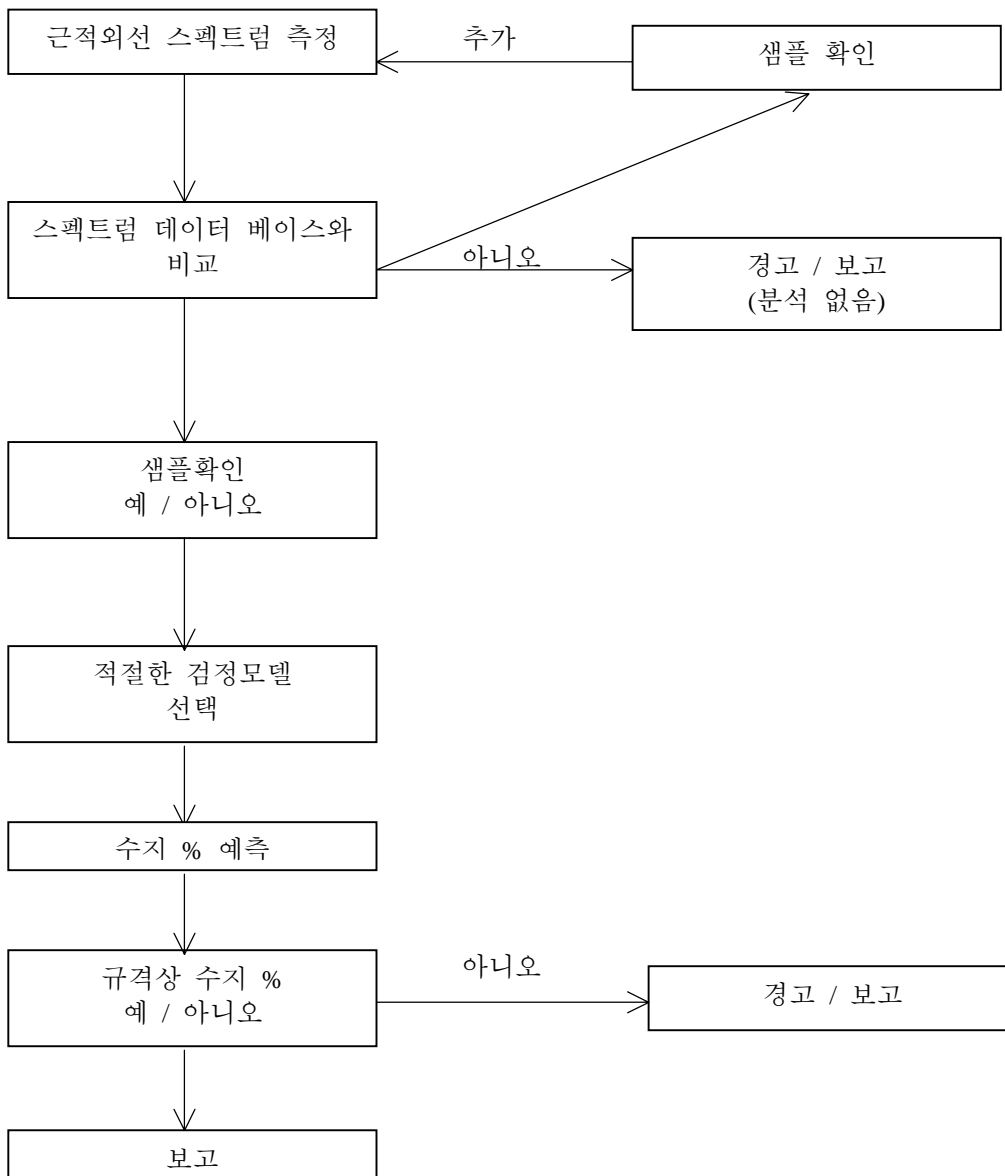 근적외선 스펙트럼 측정
추가
샘플 확인
스펙트럼 데이터 베이스와
비교
아니오
경고 / 보고
(분석 없음)
샘플확인
예 / 아니오
적절한 검정모델
선택
수지 % 예측
규격상 수지 %
예 / 아니오
아니오
경고 / 보고
보고